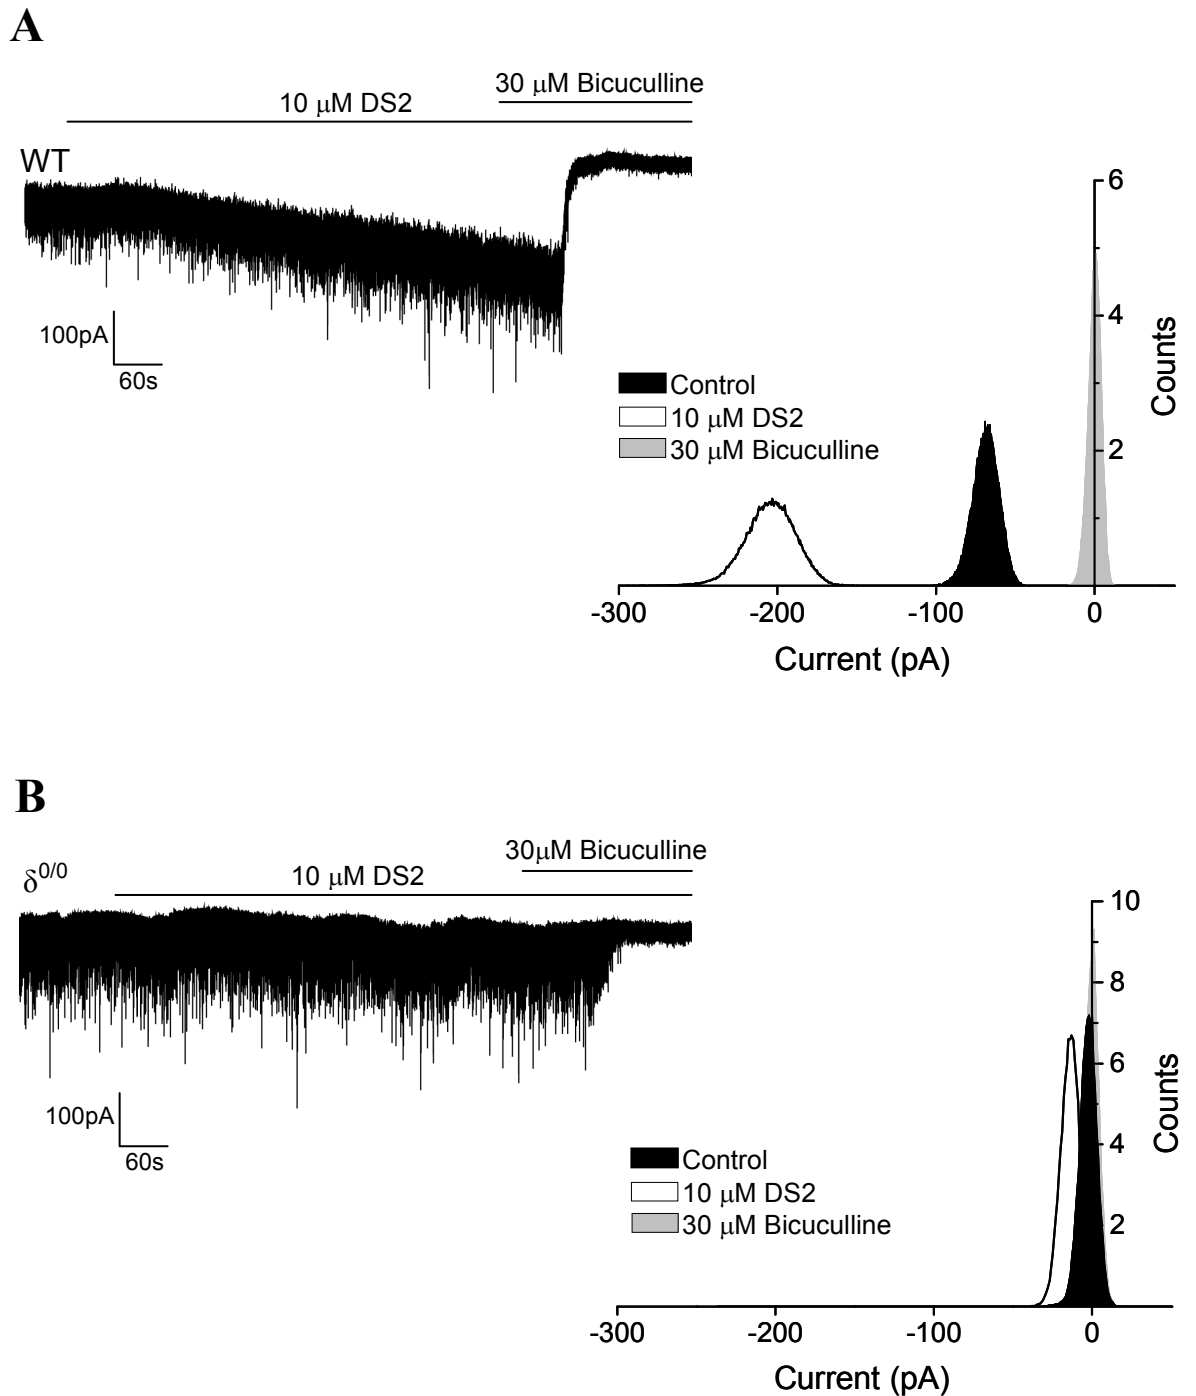 A
30 μM Bicuculline
10 μM DS2
WT
100pA
60s
6
4
2
Counts
Control
10 μM DS2
30 μM Bicuculline
-300 -200 -100 0
Current (pA)
B
30μM Bicuculline
δ0/0
10 μM DS2
100pA
60s
10
8
6
4
2
Counts
Control
10 μM DS2
30 μM Bicuculline
-300 -200 -100 0
Current (pA)